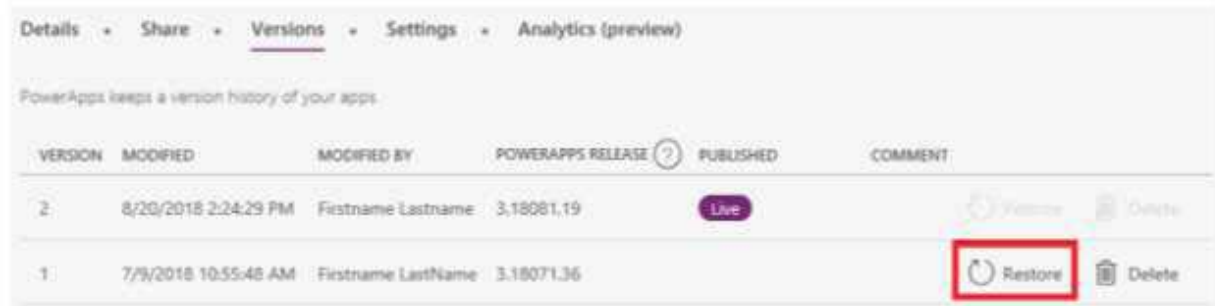 Details • Share • Versions • Settings • Analytics (preview)
PowerApps keeps a version history of your apps
VERSION MODIFIED MODIFIED BY POWERAPPS RELEASE ? PUBLISHED COMMENT
2 8/20/2018 2:24:29 PM Firstname Lastname 3.18081.19 Live Restore Delete
1 7/9/2018 10:55:48 AM Firstname LastName 3.18071.36 Restore Delete